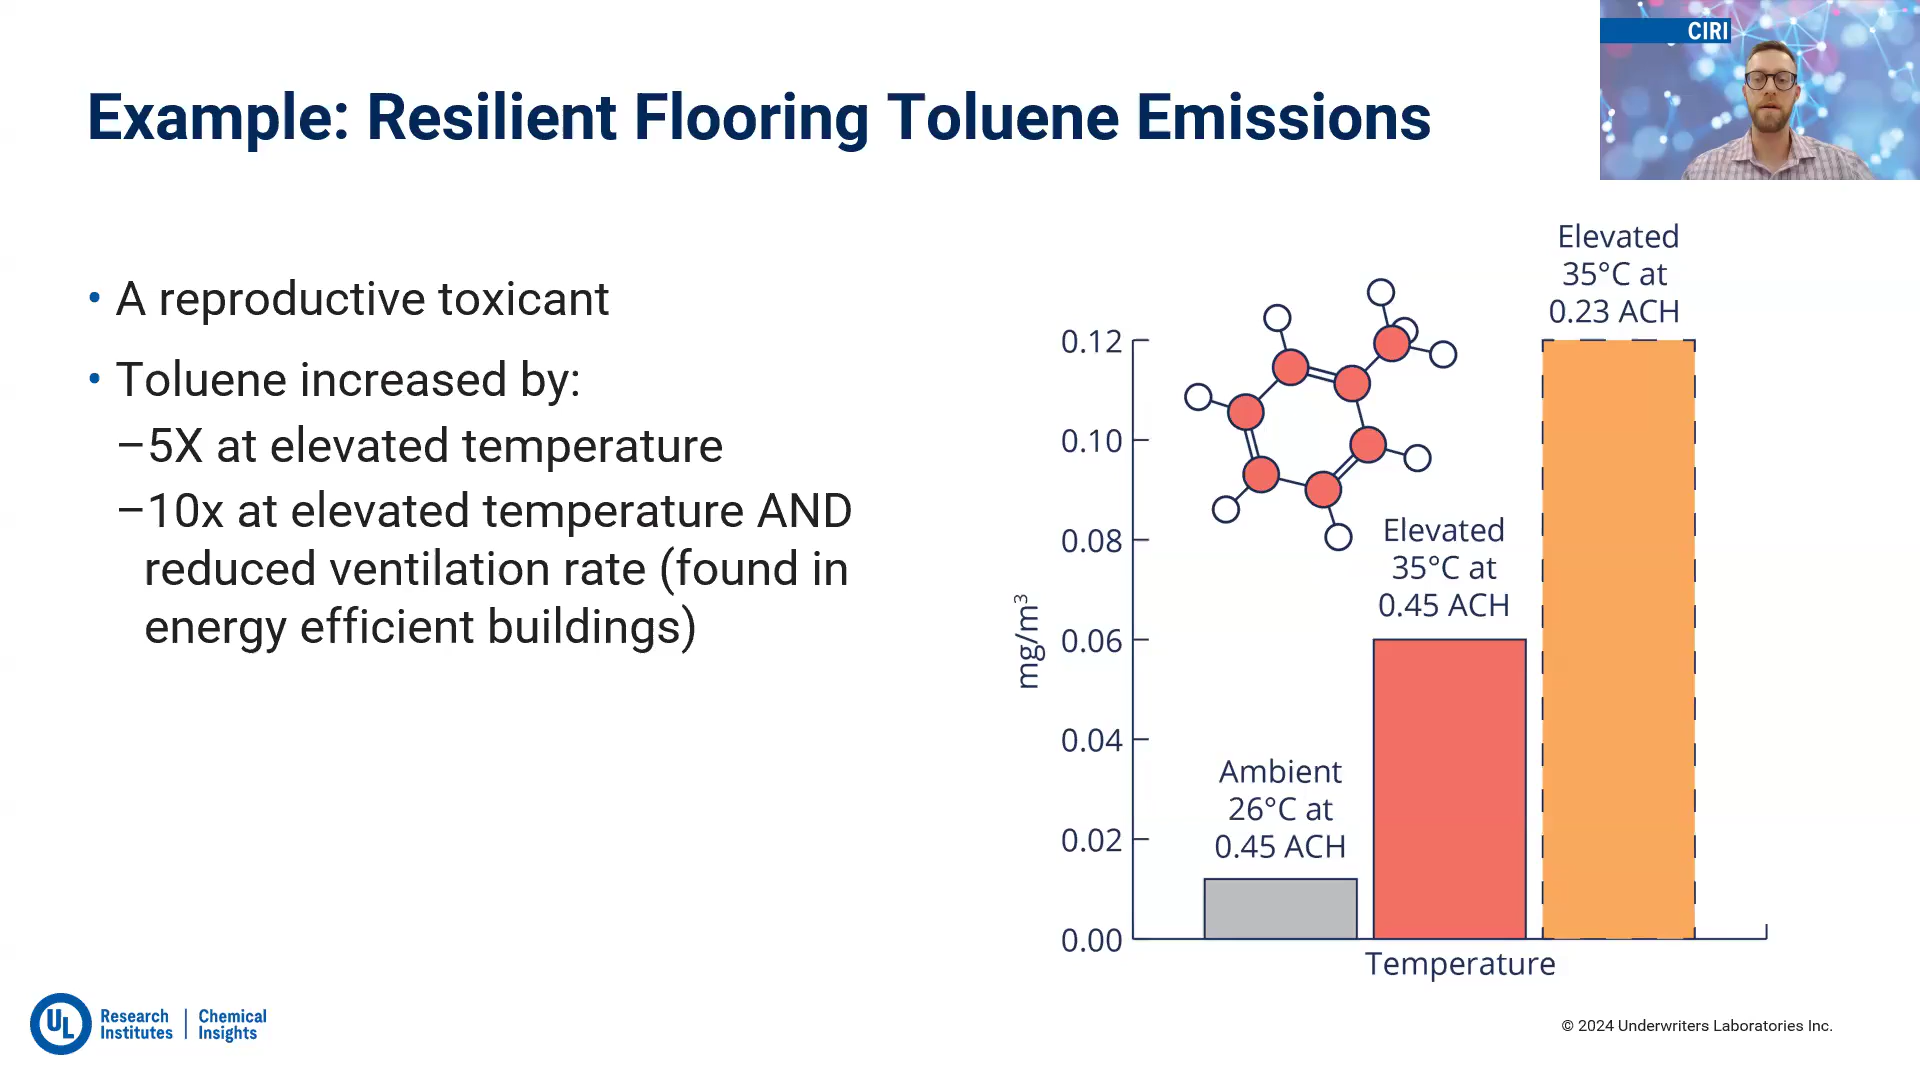 CIRI
Example: Resilient Flooring Toluene Emissions
• A reproductive toxicant
• Toluene increased by:
–5X at elevated temperature
–10x at elevated temperature AND
reduced ventilation rate (found in
energy efficient buildings)
Elevated
35°C at
0.23 ACH
0.12
0.10
0.08
0.06
0.04
0.02
0.00
mg/m³
Elevated
35°C at
0.45 ACH
Ambient
26°C at
0.45 ACH
Temperature
UL
Research
Institutes
Chemical
Insights
© 2024 Underwriters Laboratories Inc.